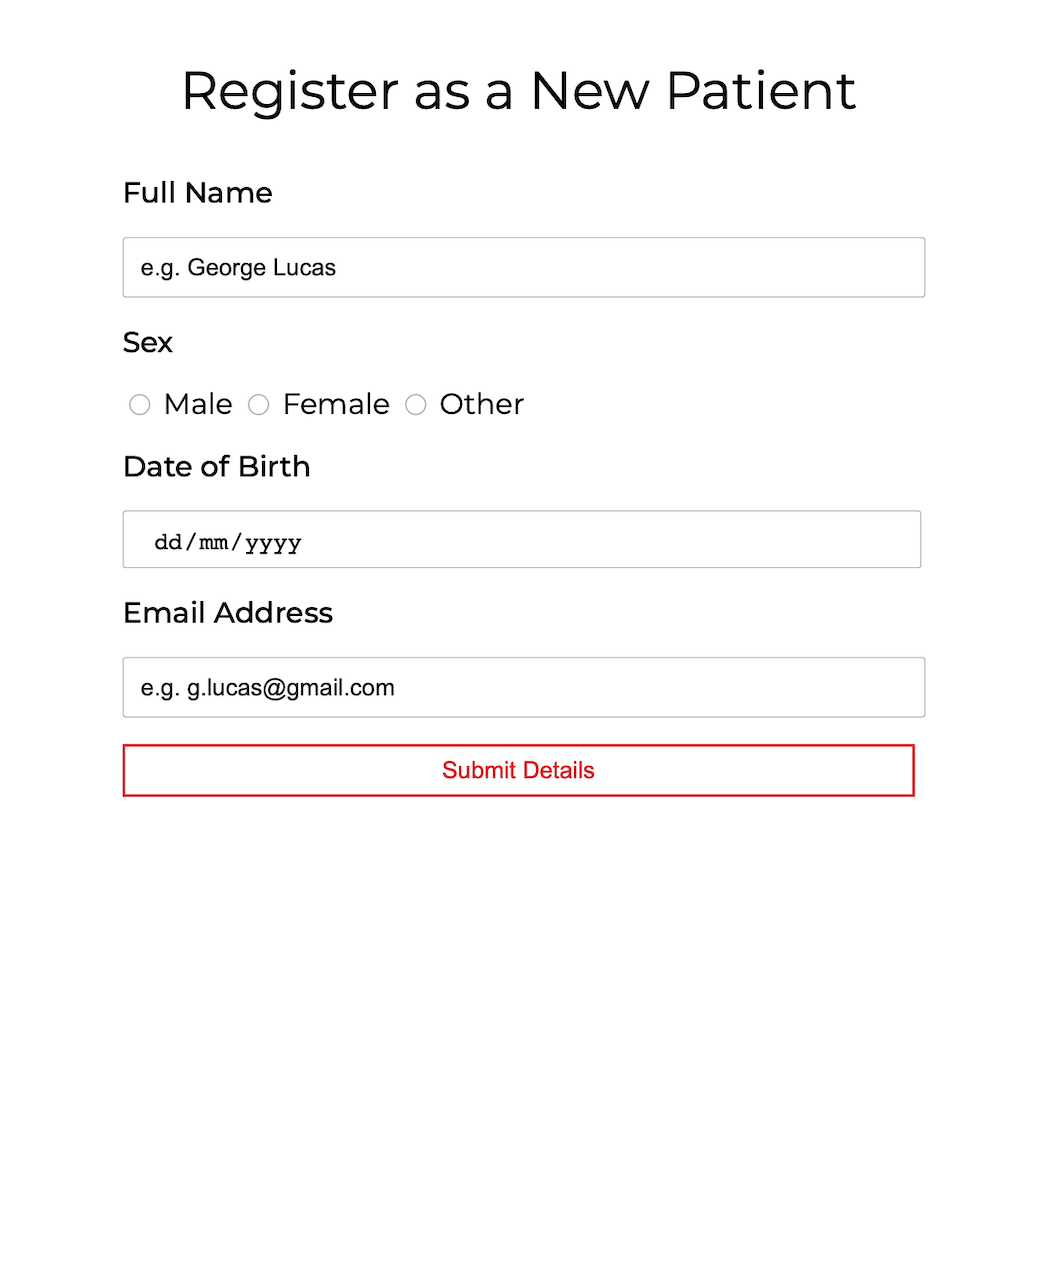 Register as a New Patient
Full Name
e.g. George Lucas
Sex
Male Female Other
Date of Birth
dd/mm/yyyy
Email Address
e.g. g.lucas@gmail.com
Submit Details